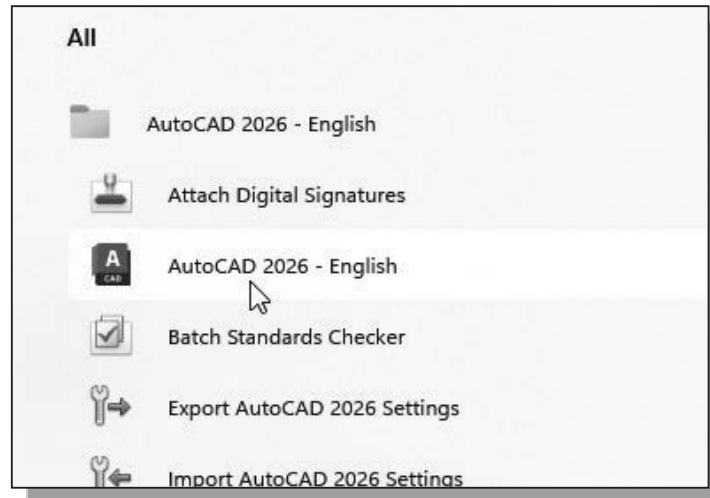 All
AutoCAD 2026 - English
Attach Digital Signatures
A
CAD
AutoCAD 2026 - English
Batch Standards Checker
Export AutoCAD 2026 Settings
Import AutoCAD 2026 Settings